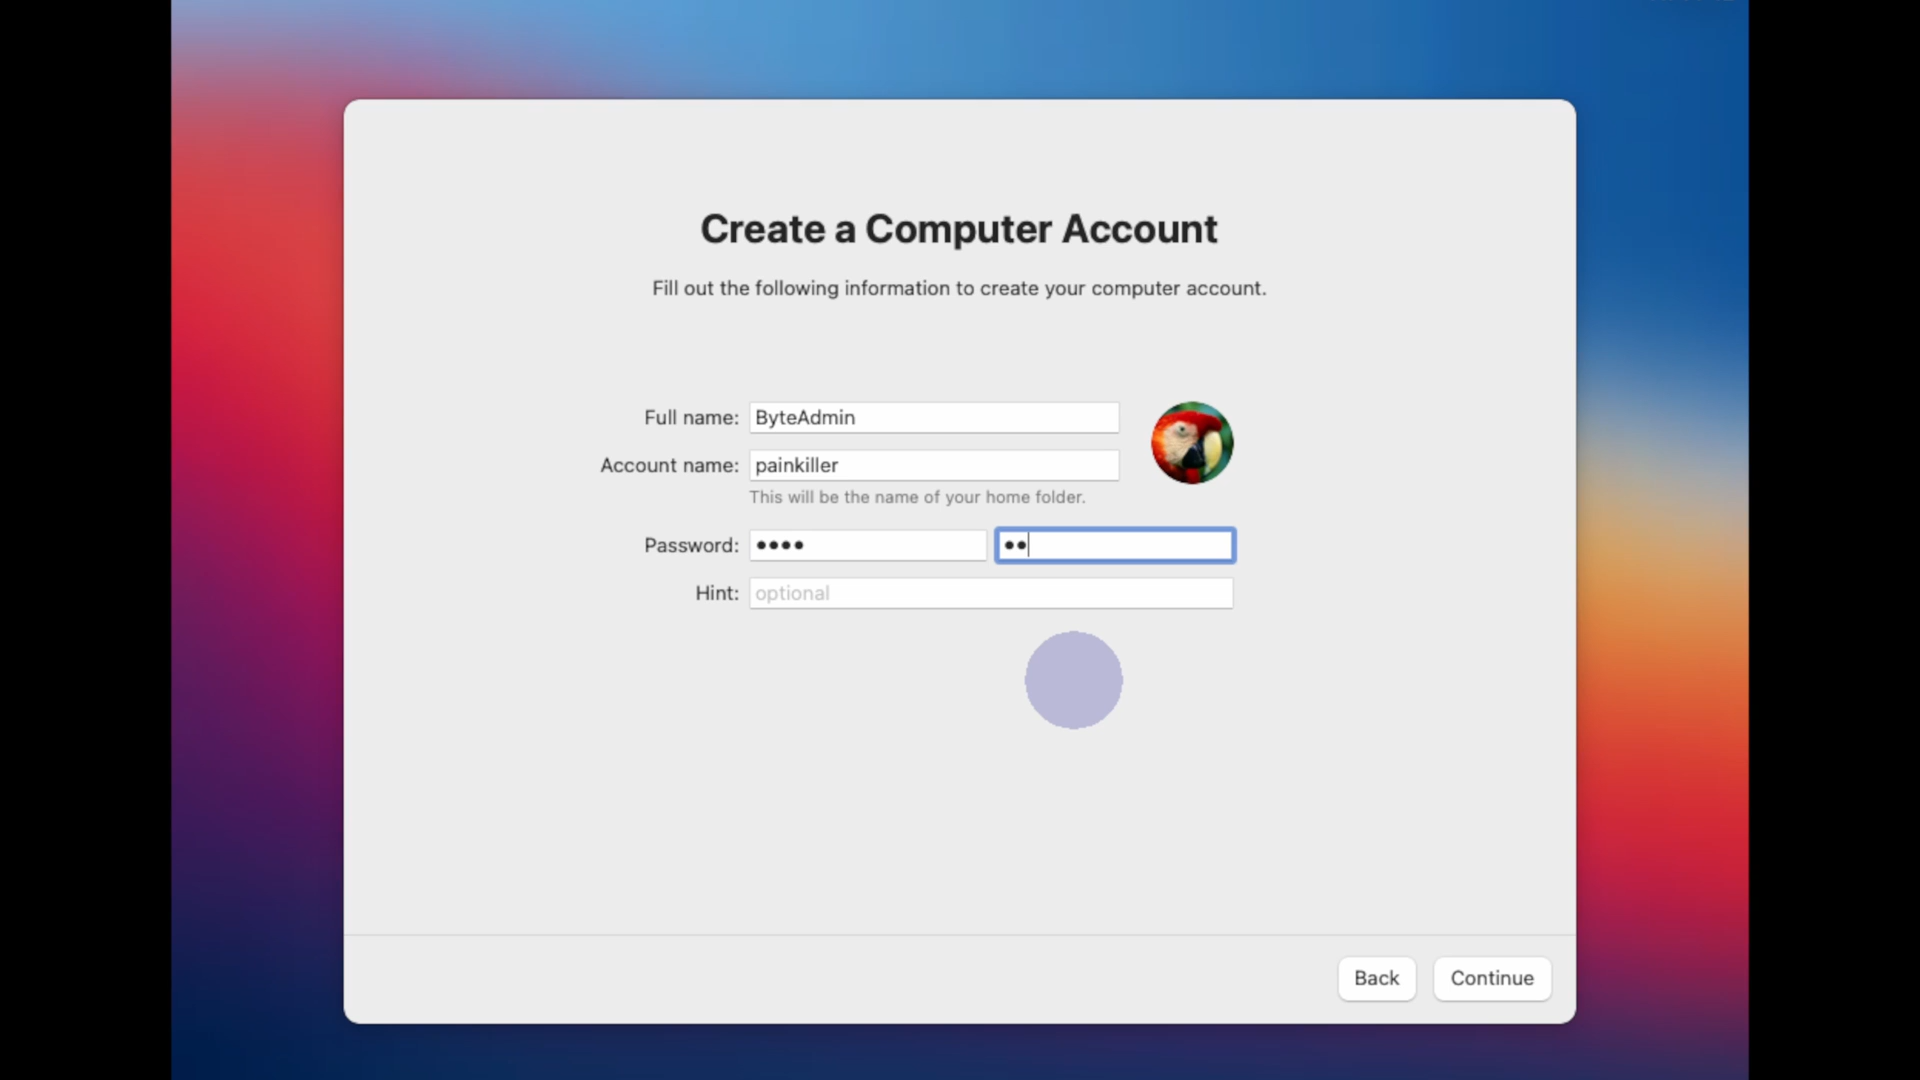 Create a Computer Account
Fill out the following information to create your computer account.
Full name: ByteAdmin
Account name: painkiller
This will be the name of your home folder.
Password: •••• ••
Hint: optional
Back Continue